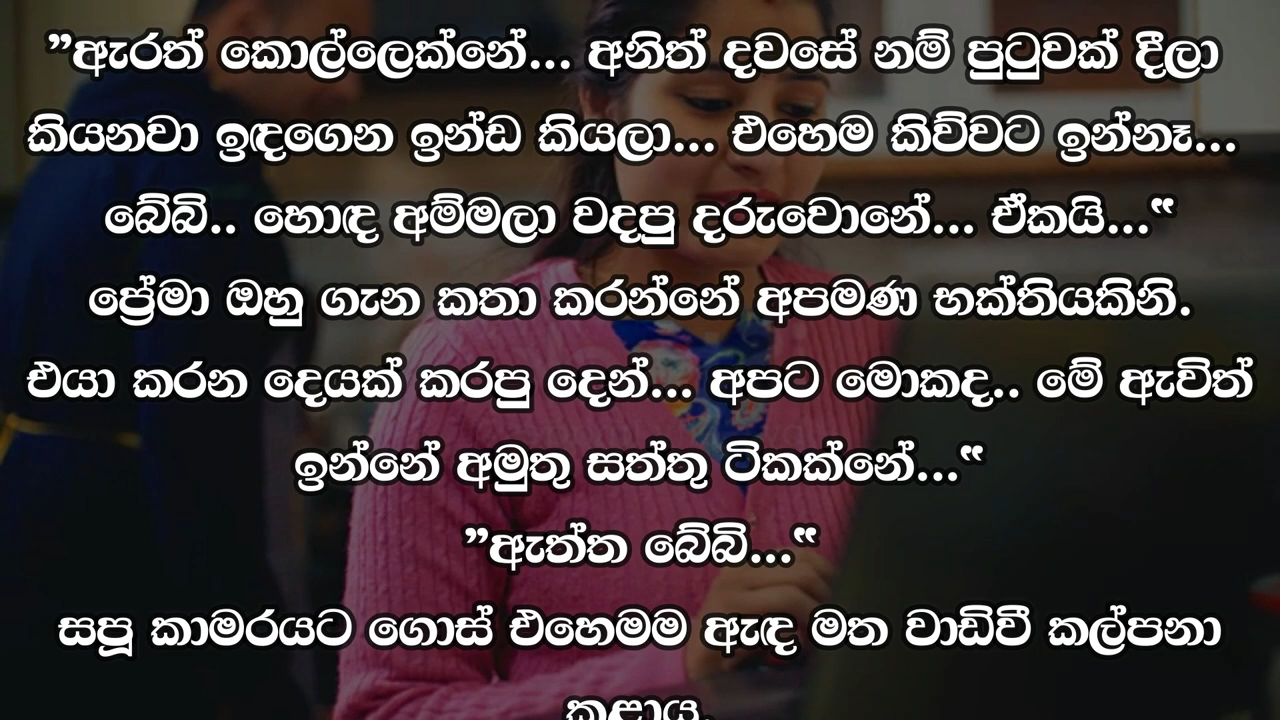 ”ඇරත් කොල්ලෙක්නේ... අනිත් දවසේ නම් පුටුවක් දීලා
කියනවා ඉඳගෙන ඉන්ඩ කියලා... එහෙම කිව්වට ඉන්නෑ...
බේබි.. හොඳ අම්මලා වදපු දරුවොනේ... ඒකයි...“
ප්‍රේමා ඔහු ගැන කතා කරන්නේ අපමණ භක්තියකිනි.
එයා කරන දෙයක් කරපු දෙන්... අපට මොකද.. මේ ඇවිත්
ඉන්නේ අමුතු සත්තු ටිකක්නේ...“
”ඇත්ත බේබි...“
සපූ කාමරයට ගොස් එහෙමම ඇඳ මත වාඩිවී කල්පනා
කළාය.